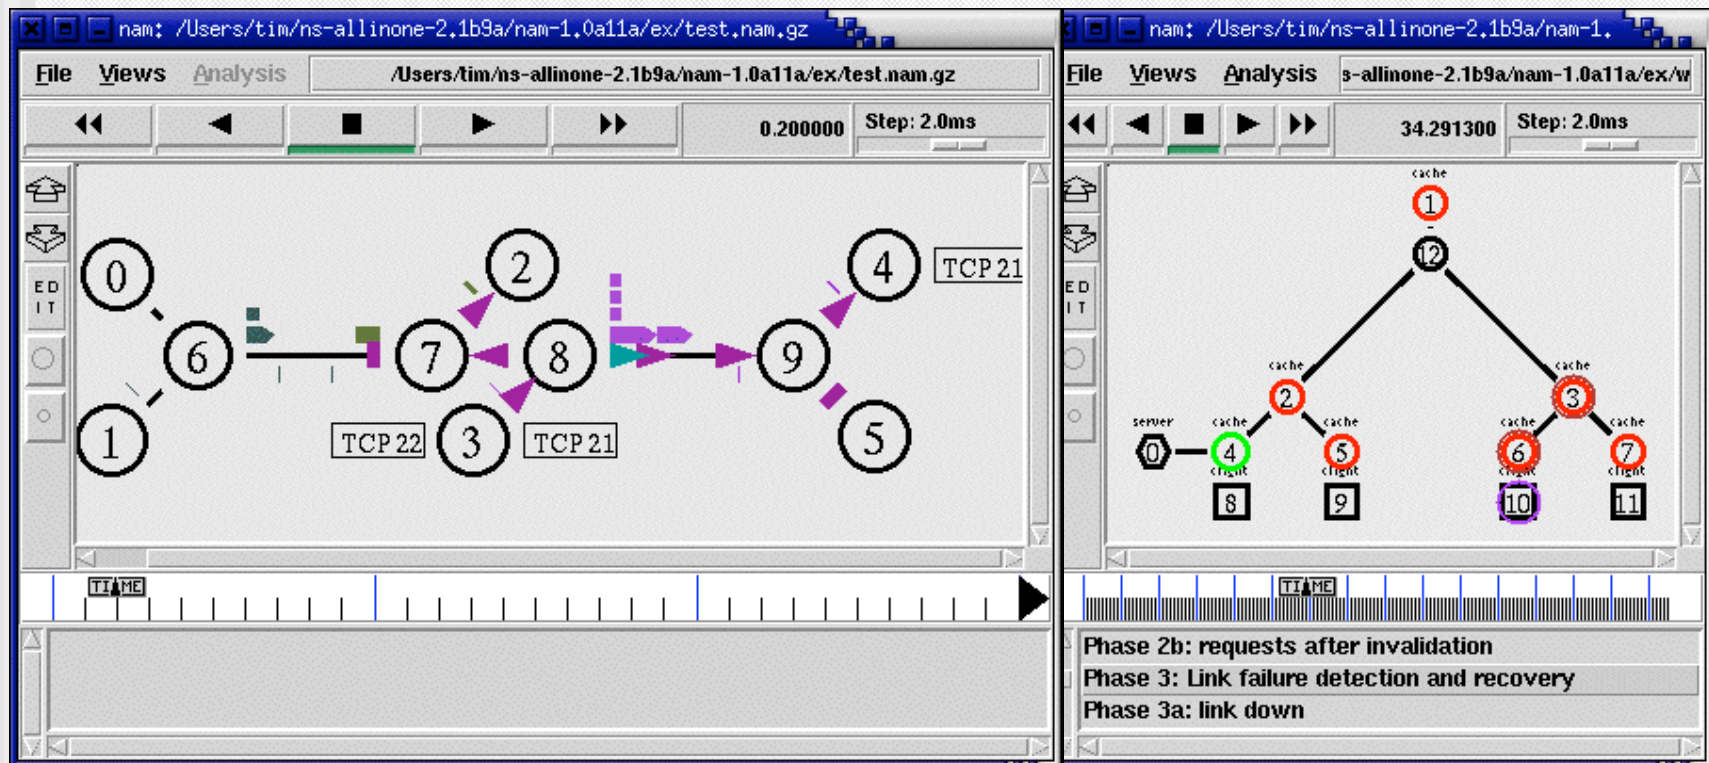 nam: /Users/tim/ns-allinone-2.1b9a/nam-1.0a11a/ex/test.nam.gz
File Views Analysis /Users/tim/ns-allinone-2.1b9a/nam-1.0a11a/ex/test.nam.gz
0.200000 Step: 2.0ms
ED
IT
0
1
6
7
2
8
3
9
4
5
TCP 21
TCP 22
TCP 21
TIME
nam: /Users/tim/ns-allinone-2.1b9a/nam-1.
File Views Analysis s-allinone-2.1b9a/nam-1.0a11a/ex/w
34.291300 Step: 2.0ms
ED
IT
cache
1
12
cache
2
cache
3
server
0
cache
4
cache
5
cache
6
cache
7
client
client
client
client
8
9
10
11
TIME
Phase 2b: requests after invalidation
Phase 3: Link failure detection and recovery
Phase 3a: link down